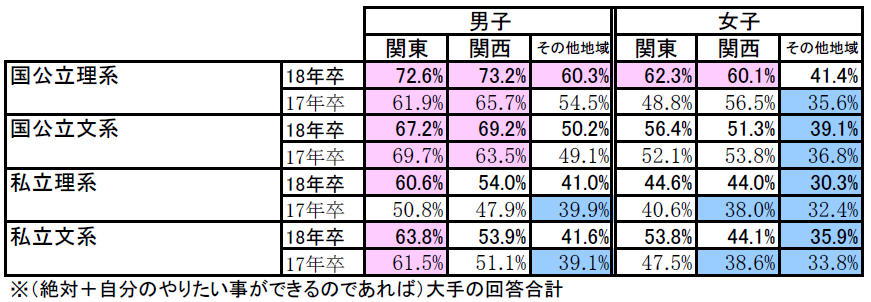 男子 女子
関東 関西 その他地域 関東 関西 その他地域
国公立理系 18年卒 72.6% 73.2% 60.3% 62.3% 60.1% 41.4%
17年卒 61.9% 65.7% 54.5% 48.8% 56.5% 35.6%
国公立文系 18年卒 67.2% 69.2% 50.2% 56.4% 51.3% 39.1%
17年卒 69.7% 63.5% 49.1% 52.1% 53.8% 36.8%
私立理系 18年卒 60.6% 54.0% 41.0% 44.6% 44.0% 30.3%
17年卒 50.8% 47.9% 39.9% 40.6% 38.0% 32.4%
私立文系 18年卒 63.8% 53.9% 41.6% 53.8% 44.1% 35.9%
17年卒 61.5% 51.1% 39.1% 47.5% 38.6% 33.8%
※(絶対+自分のやりたい事ができるのであれば)大手の回答合計